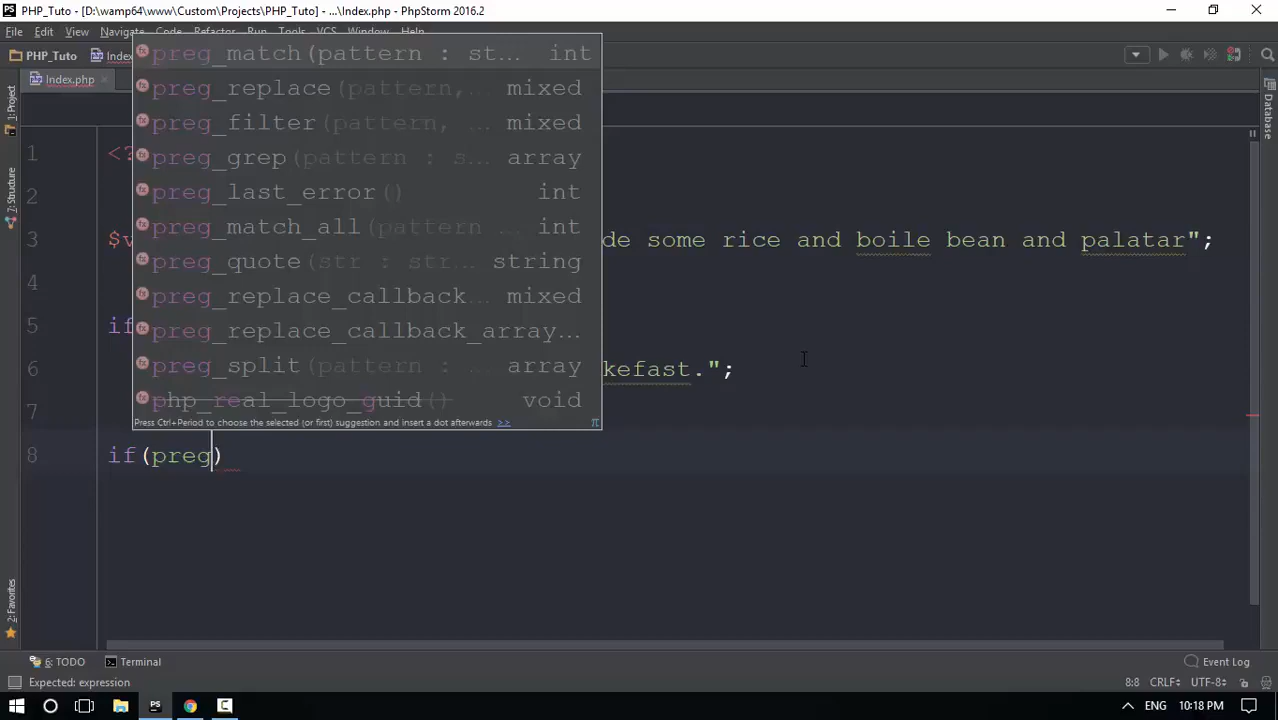 PHP_Tuto - [D:\wamp64\www\Custom\Projects\PHP_Tuto] - ...\Index.php - PhpStorm 2016.2
File Edit View Navigate Code Refactor Run Tools VCS Window Help
PHP_Tuto
Index.php
1: Project
7: Structure
2: Favorites
Database
1 <?
2
3 $v de some rice and boile bean and palatar";
4
5 if
6 kefast.";
7
8 if(preg)
preg_match(pattern : st... int
preg_replace(pattern,... mixed
preg_filter(pattern, ... mixed
preg_grep(pattern : s... array
preg_last_error() int
preg_match_all(pattern ... int
preg_quote(str : str... string
preg_replace_callback... mixed
preg_replace_callback_array...
preg_split(pattern : ... array
php_real_logo_guid() void
Press Ctrl+Period to choose the selected (or first) suggestion and insert a dot afterwards >> π
6: TODO Terminal Event Log
Expected: expression 8:8 CRLF÷ UTF-8÷
PS ENG 10:18 PM